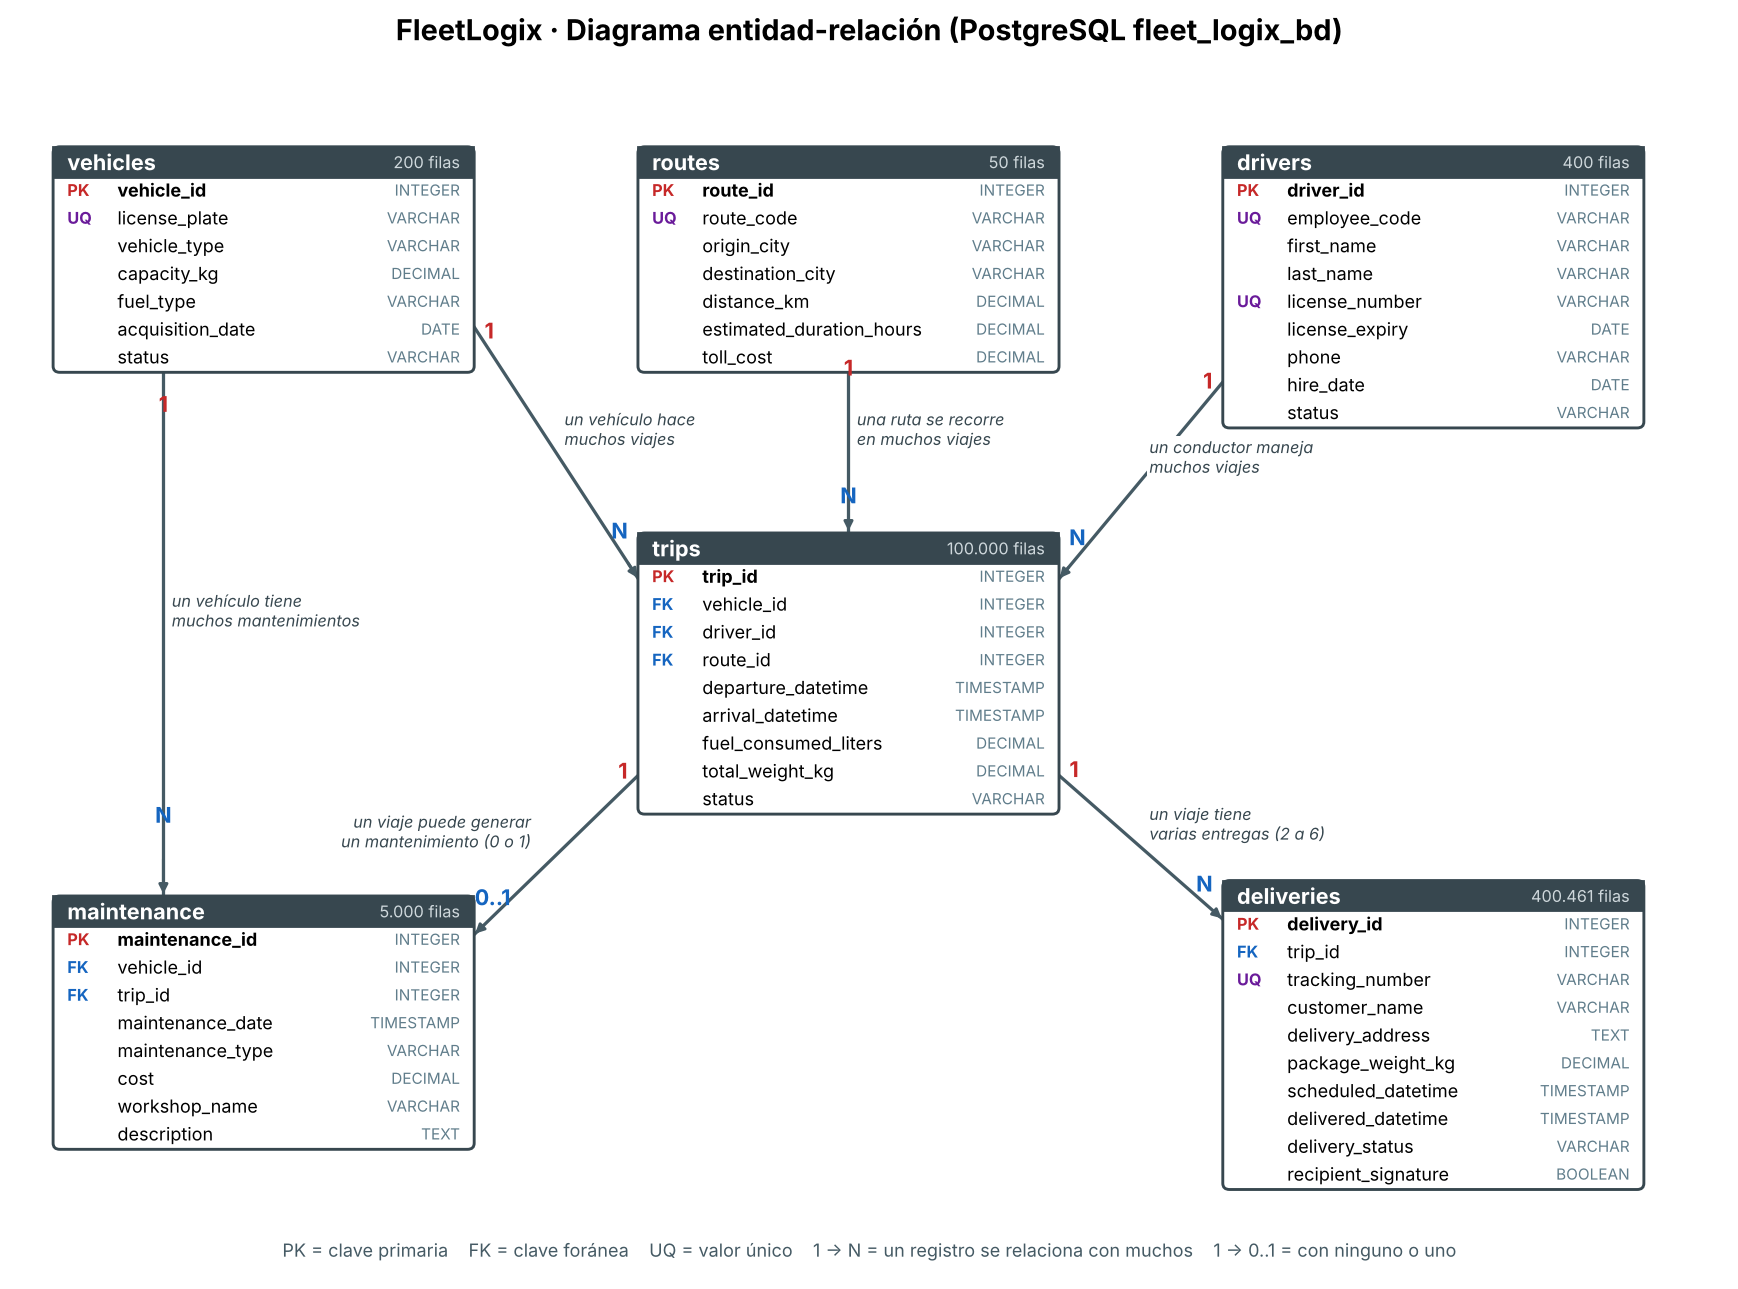 FleetLogix · Diagrama entidad-relación (PostgreSQL fleet_logix_bd)
vehicles 200 filas
PK vehicle_id INTEGER
UQ license_plate VARCHAR
vehicle_type VARCHAR
capacity_kg DECIMAL
fuel_type VARCHAR
acquisition_date DATE
status VARCHAR
routes 50 filas
PK route_id INTEGER
UQ route_code VARCHAR
origin_city VARCHAR
destination_city VARCHAR
distance_km DECIMAL
estimated_duration_hours DECIMAL
toll_cost DECIMAL
drivers 400 filas
PK driver_id INTEGER
UQ employee_code VARCHAR
first_name VARCHAR
last_name VARCHAR
UQ license_number VARCHAR
license_expiry DATE
phone VARCHAR
hire_date DATE
status VARCHAR
1
1
1
1
un vehículo hace
muchos viajes
una ruta se recorre
en muchos viajes
un conductor maneja
muchos viajes
N
N
N
un vehículo tiene
muchos mantenimientos
N
trips 100.000 filas
PK trip_id INTEGER
FK vehicle_id INTEGER
FK driver_id INTEGER
FK route_id INTEGER
departure_datetime TIMESTAMP
arrival_datetime TIMESTAMP
fuel_consumed_liters DECIMAL
total_weight_kg DECIMAL
status VARCHAR
1
1
un viaje puede generar
un mantenimiento (0 o 1)
0..1
un viaje tiene
varias entregas (2 a 6)
N
maintenance 5.000 filas
PK maintenance_id INTEGER
FK vehicle_id INTEGER
FK trip_id INTEGER
maintenance_date TIMESTAMP
maintenance_type VARCHAR
cost DECIMAL
workshop_name VARCHAR
description TEXT
deliveries 400.461 filas
PK delivery_id INTEGER
FK trip_id INTEGER
UQ tracking_number VARCHAR
customer_name VARCHAR
delivery_address TEXT
package_weight_kg DECIMAL
scheduled_datetime TIMESTAMP
delivered_datetime TIMESTAMP
delivery_status VARCHAR
recipient_signature BOOLEAN
PK = clave primaria FK = clave foránea UQ = valor único 1 → N = un registro se relaciona con muchos 1 → 0..1 = con ninguno o uno